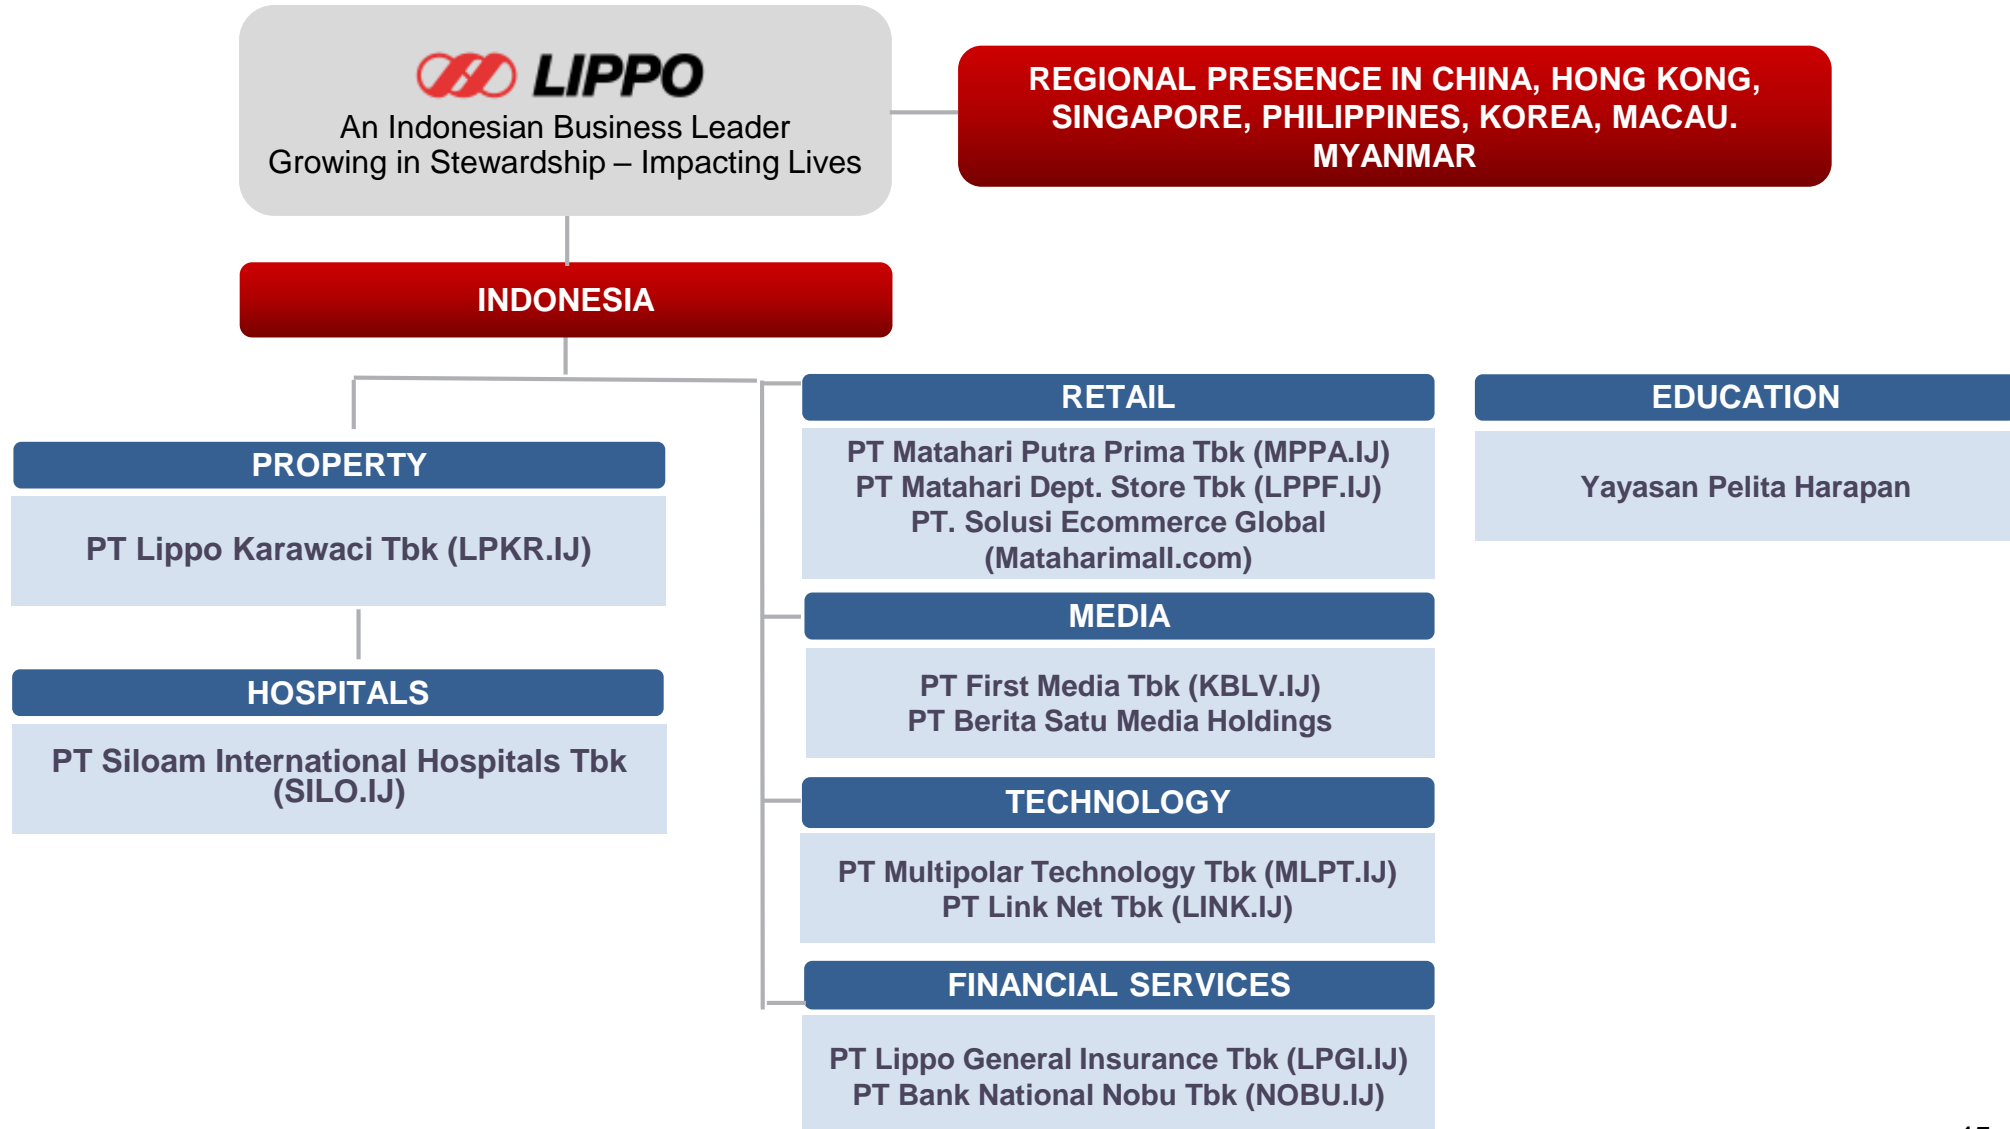 LIPPO
An Indonesian Business Leader
Growing in Stewardship – Impacting Lives
REGIONAL PRESENCE IN CHINA, HONG KONG,
SINGAPORE, PHILIPPINES, KOREA, MACAU.
MYANMAR
INDONESIA
PROPERTY
PT Lippo Karawaci Tbk (LPKR.IJ)
HOSPITALS
PT Siloam International Hospitals Tbk
(SILO.IJ)
RETAIL
PT Matahari Putra Prima Tbk (MPPA.IJ)
PT Matahari Dept. Store Tbk (LPPF.IJ)
PT. Solusi Ecommerce Global
(Mataharimall.com)
MEDIA
PT First Media Tbk (KBLV.IJ)
PT Berita Satu Media Holdings
TECHNOLOGY
PT Multipolar Technology Tbk (MLPT.IJ)
PT Link Net Tbk (LINK.IJ)
FINANCIAL SERVICES
PT Lippo General Insurance Tbk (LPGI.IJ)
PT Bank National Nobu Tbk (NOBU.IJ)
EDUCATION
Yayasan Pelita Harapan